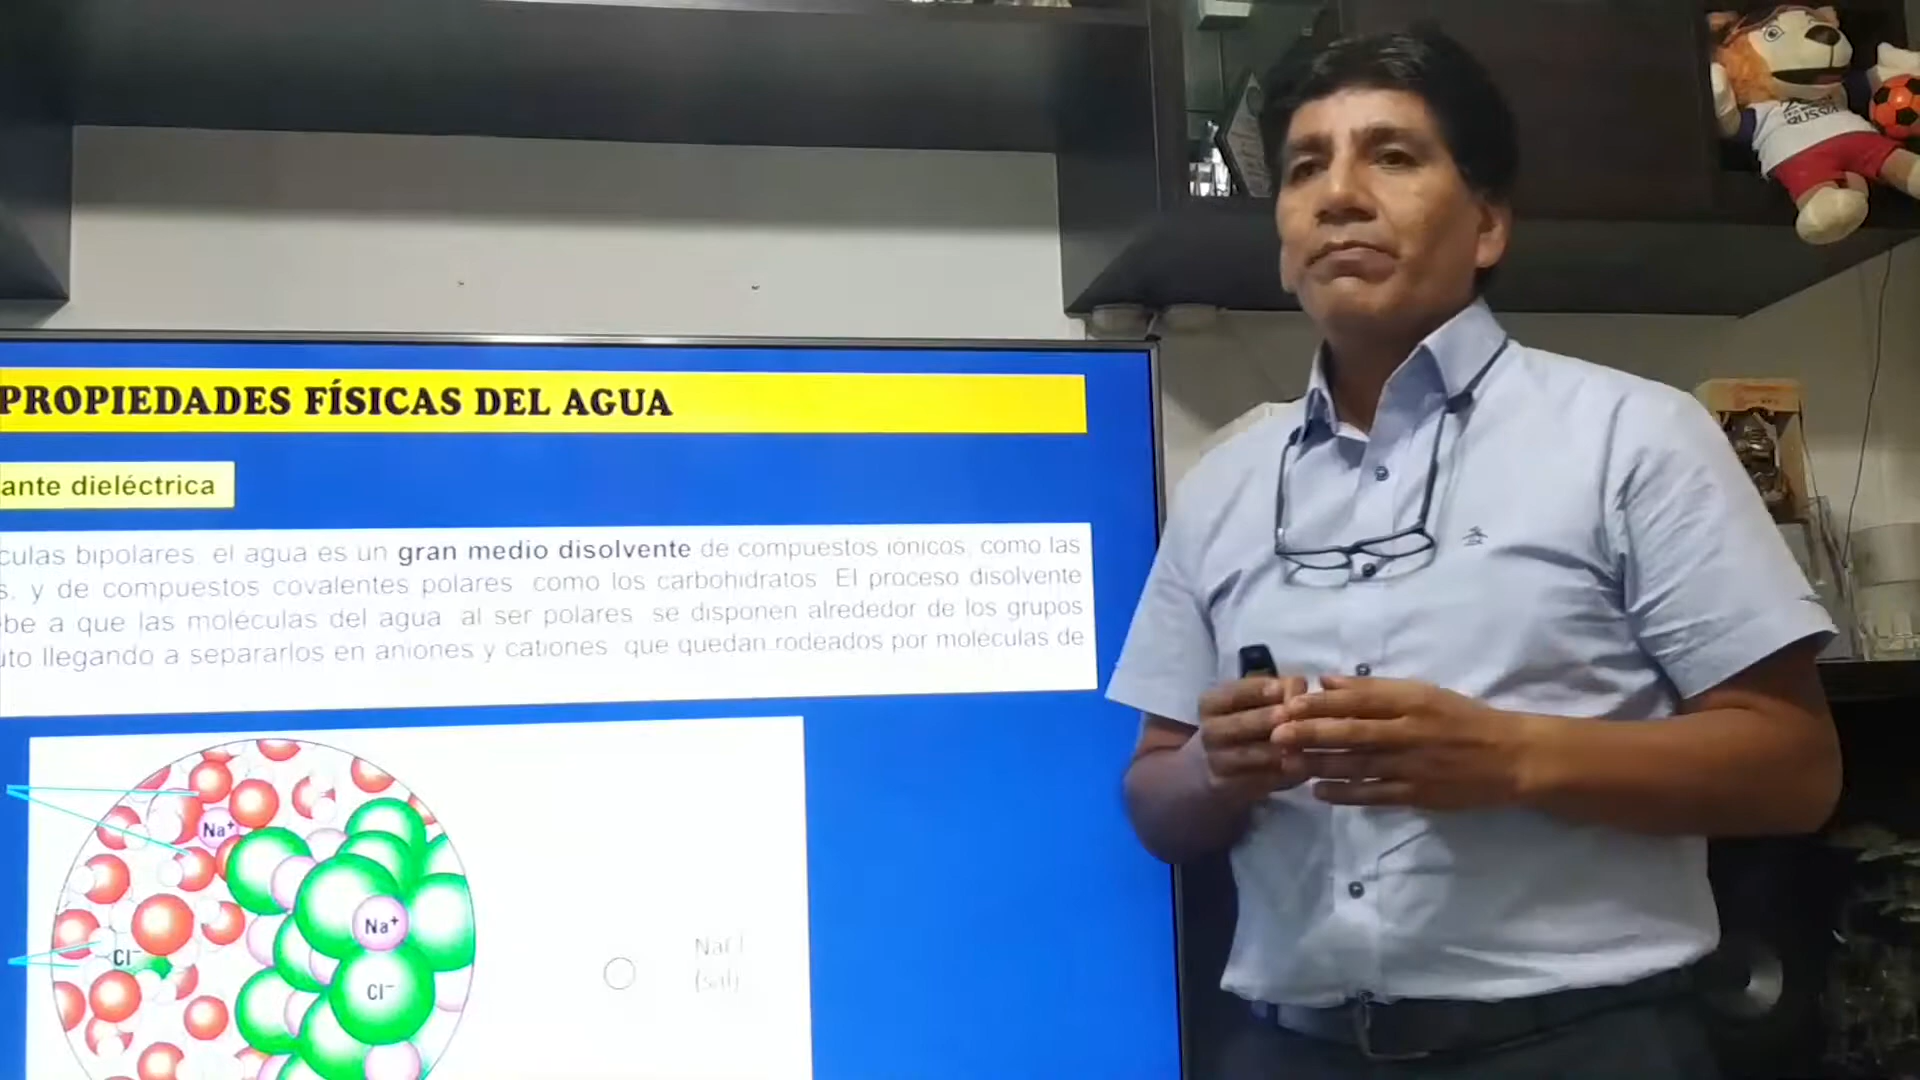 PROPIEDADES FÍSICAS DEL AGUA
ante dieléctrica
culas bipolares el agua es un gran medio disolvente de compuestos iónicos, como las
s, y de compuestos covalentes polares como los carbohidratos El proceso disolvente
be a que las moléculas del agua al ser polares se disponen alrededor de los grupos
uto llegando a separarlos en aniones y cationes que quedan rodeados por moléculas de
Na+
Na+
Cl−
Cl−
NaCl
(sal)
RUSSIA